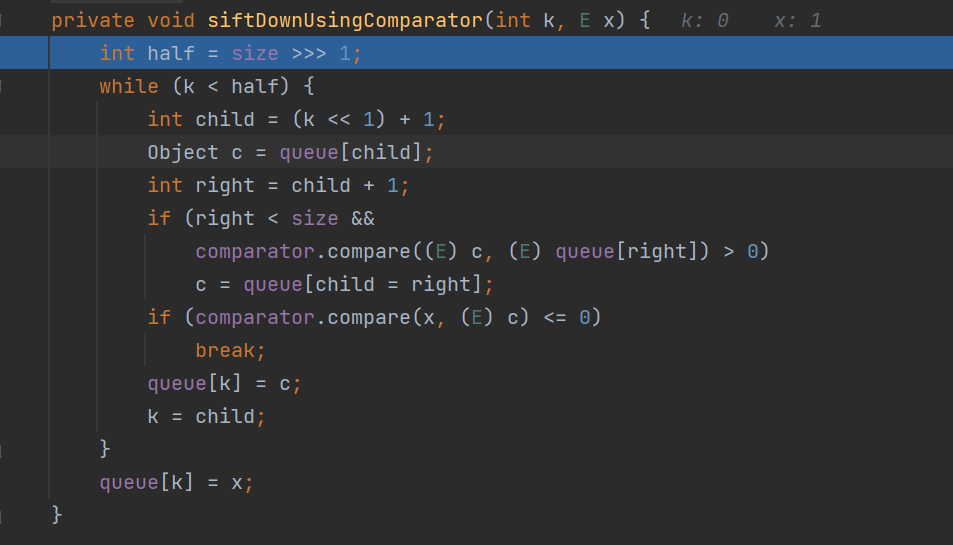 private void siftDownUsingComparator(int k, E x) {   k: 0    x: 1
    int half = size >>> 1;
    while (k < half) {
        int child = (k << 1) + 1;
        Object c = queue[child];
        int right = child + 1;
        if (right < size &&
            comparator.compare((E) c, (E) queue[right]) > 0)
            c = queue[child = right];
        if (comparator.compare(x, (E) c) <= 0)
            break;
        queue[k] = c;
        k = child;
    }
    queue[k] = x;
}